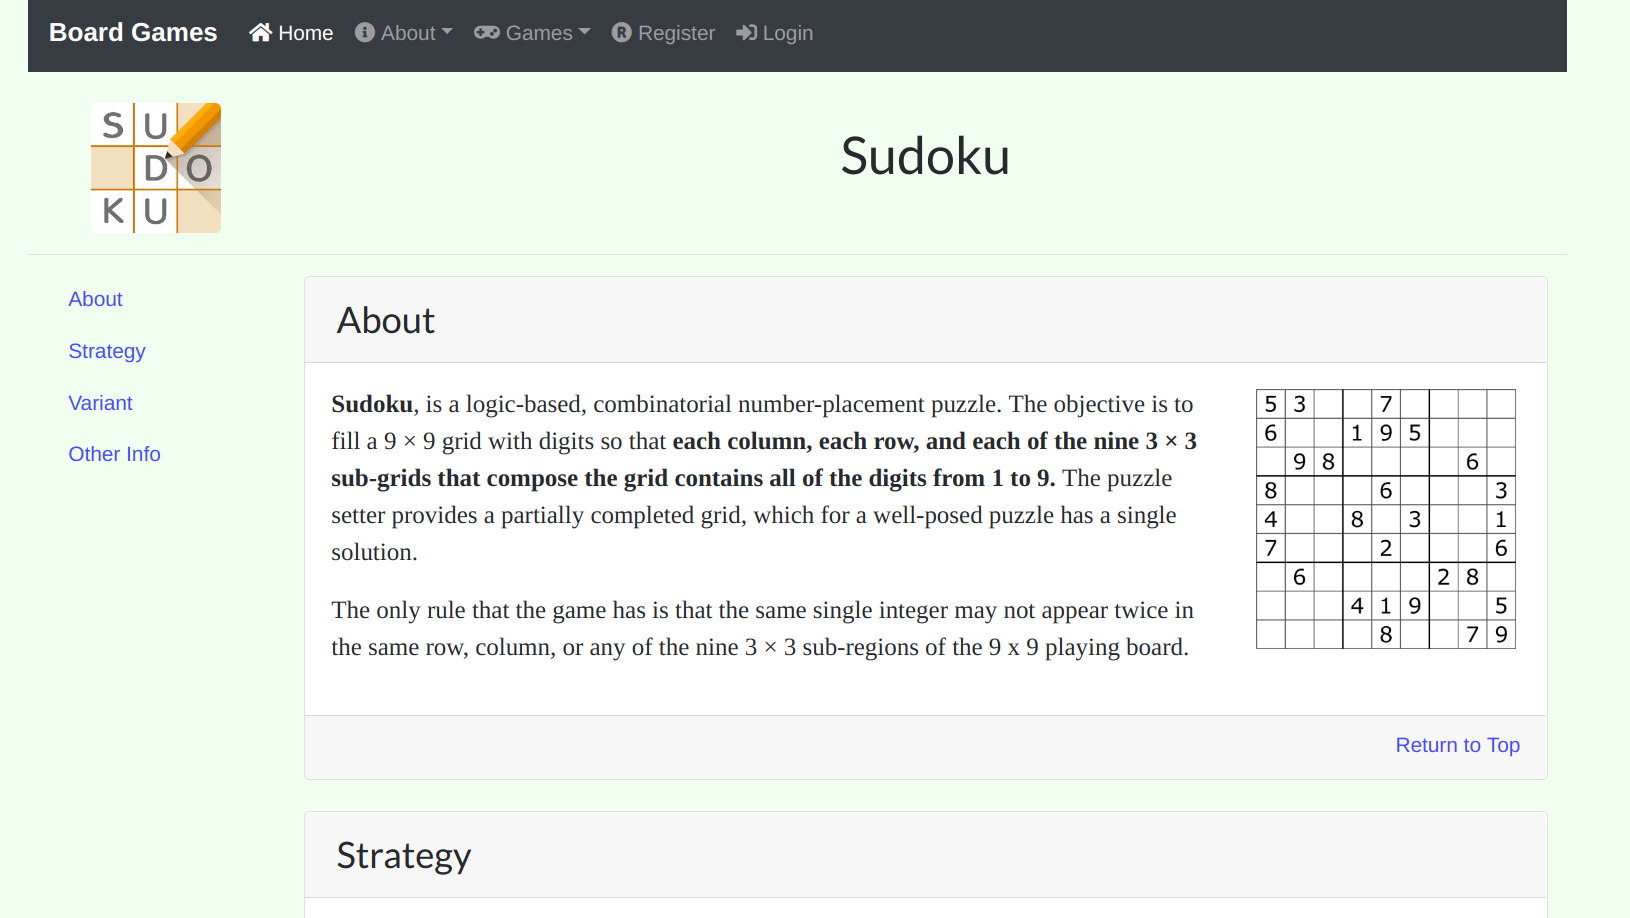 Board Games Home About Games Register Login
S U
D O
K U
Sudoku
About
Strategy
Variant
Other Info
About
Sudoku, is a logic-based, combinatorial number-placement puzzle. The objective is to
fill a 9 × 9 grid with digits so that each column, each row, and each of the nine 3 × 3
sub-grids that compose the grid contains all of the digits from 1 to 9. The puzzle
setter provides a partially completed grid, which for a well-posed puzzle has a single
solution.
The only rule that the game has is that the same single integer may not appear twice in
the same row, column, or any of the nine 3 × 3 sub-regions of the 9 x 9 playing board.
5 3 7
6 1 9 5
9 8 6
8 6 3
4 8 3 1
7 2 6
6 2 8
4 1 9 5
8 7 9
Return to Top
Strategy